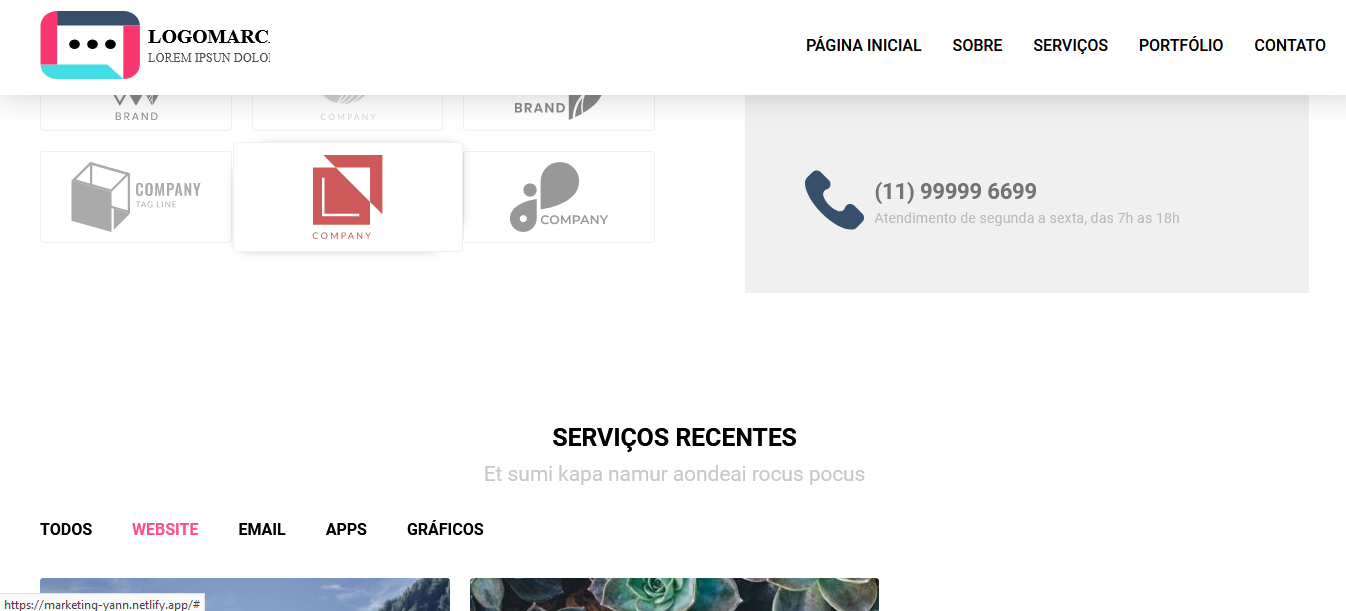 LOGOMARC
LOREM IPSUN DOLO
PÁGINA INICIAL SOBRE SERVIÇOS PORTFÓLIO CONTATO
BRAND
COMPANY
BRAND
COMPANY
TAG LINE
COMPANY
COMPANY
(11) 99999 6699
Atendimento de segunda a sexta, das 7h as 18h
SERVIÇOS RECENTES
Et sumi kapa namur aondeai rocus pocus
TODOS WEBSITE EMAIL APPS GRÁFICOS
https://marketing-yann.netlify.app/#